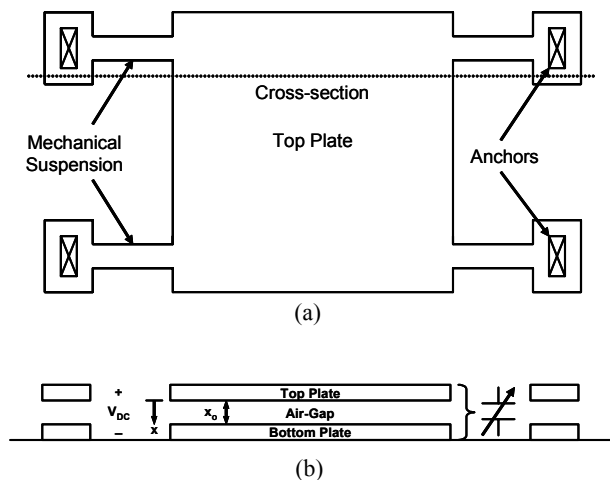 Cross-section
Mechanical
Suspension
Top Plate
Anchors
(a)
+
Top Plate
V_DC
x_o
Air-Gap
x
–
Bottom Plate
(b)